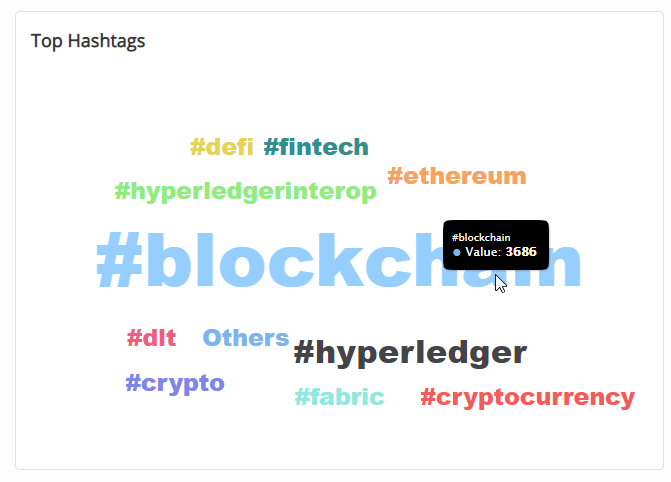 Top Hashtags
#defi #fintech
#ethereum
#hyperledgerinterop
#blockchain
#blockchain
Value: 3686
#dlt Others
#hyperledger
#crypto
#fabric #cryptocurrency